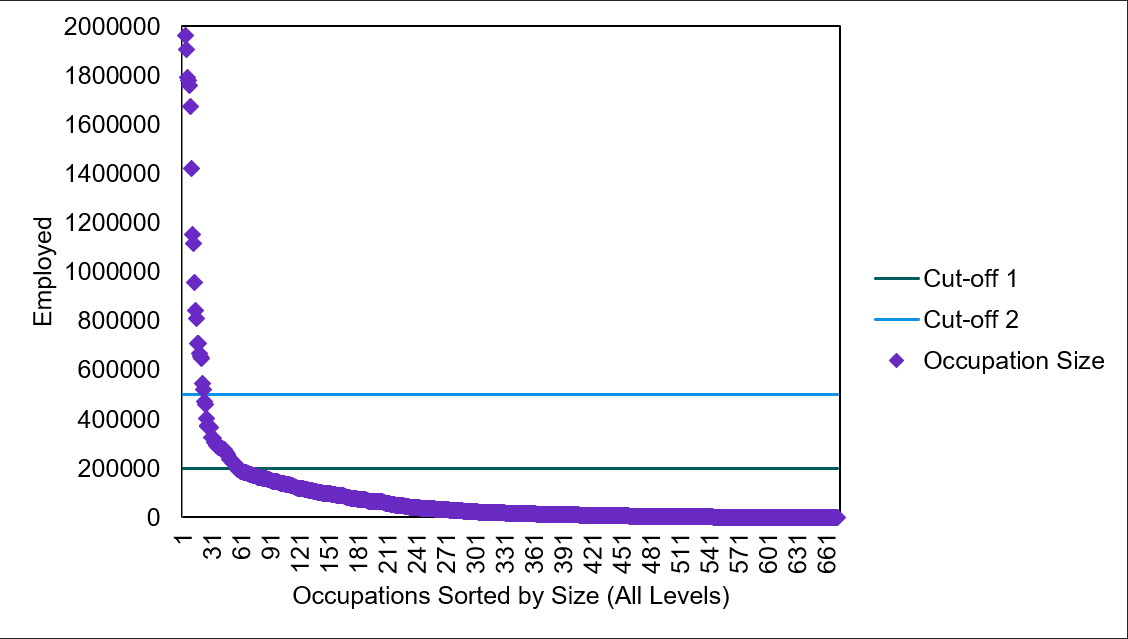 2000000
1800000
1600000
1400000
1200000
1000000
800000
600000
400000
200000
0
Employed
1 31 61 91 121 151 181 211 241 271 301 331 361 391 421 451 481 511 541 571 601 631 661
Occupations Sorted by Size (All Levels)
Cut-off 1
Cut-off 2
Occupation Size